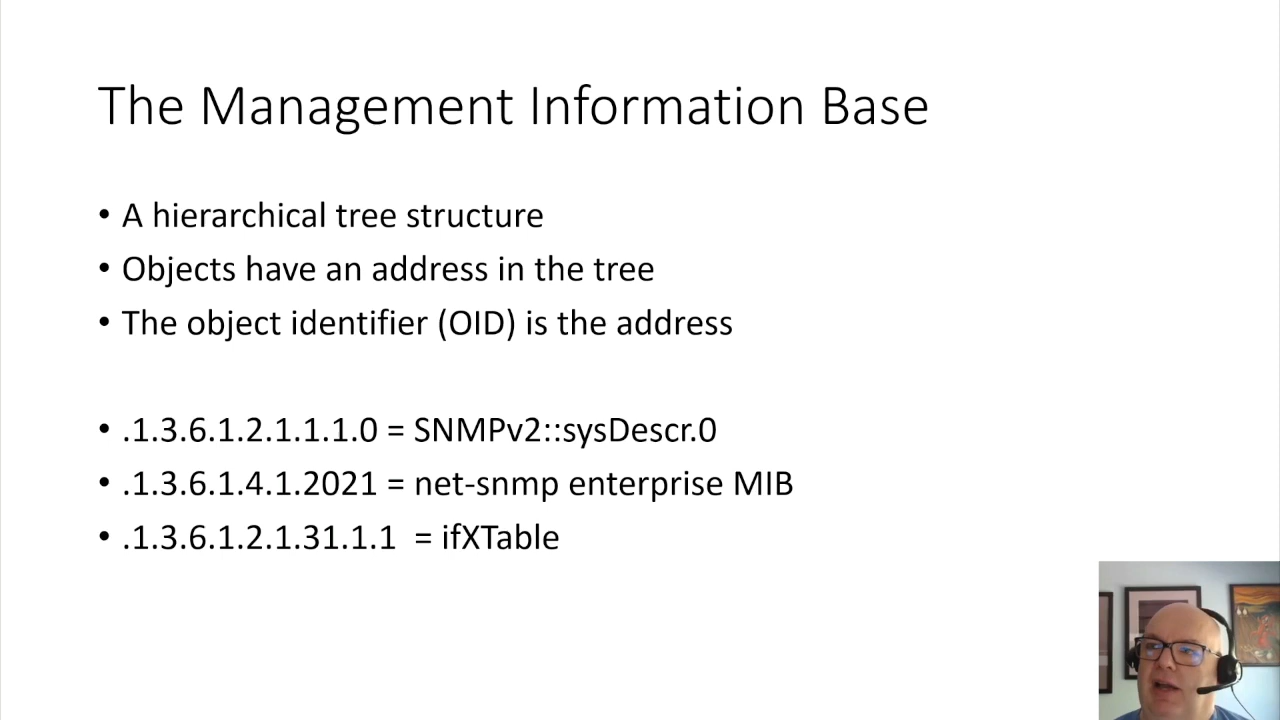 The Management Information Base
• A hierarchical tree structure
• Objects have an address in the tree
• The object identifier (OID) is the address
• .1.3.6.1.2.1.1.1.0 = SNMPv2::sysDescr.0
• .1.3.6.1.4.1.2021 = net-snmp enterprise MIB
• .1.3.6.1.2.1.31.1.1  = ifXTable